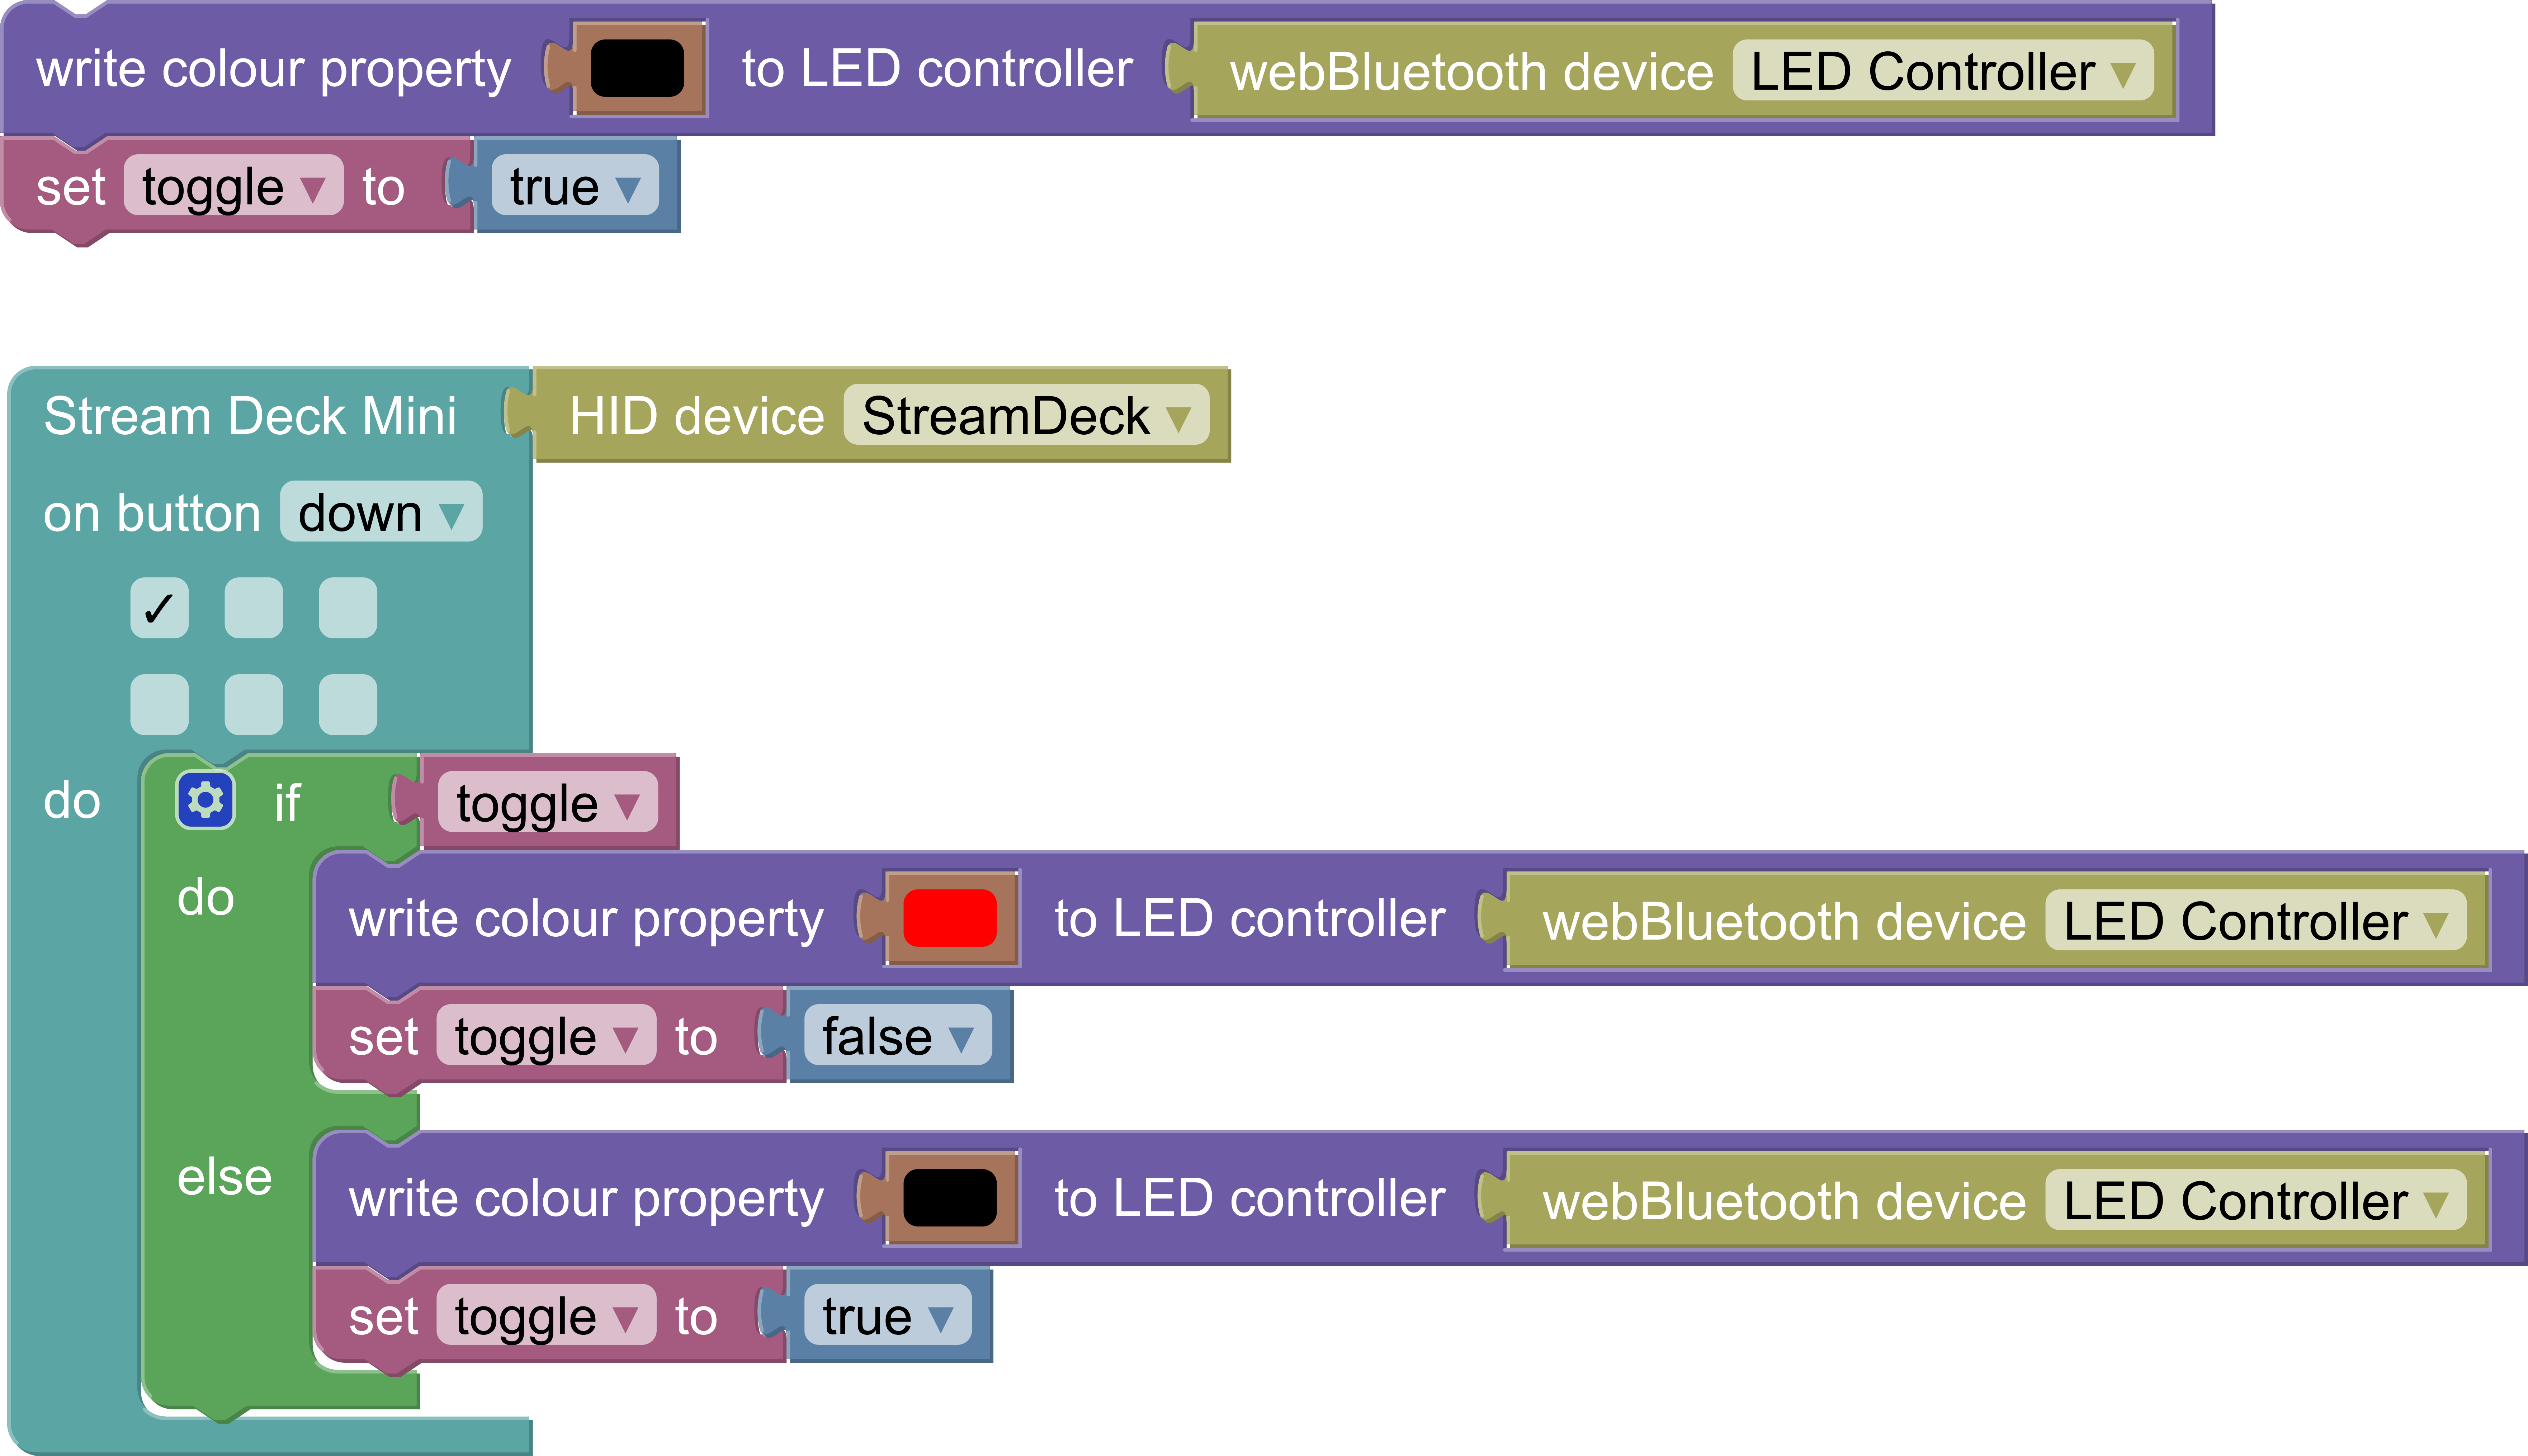 write colour property to LED controller webBluetooth device LED Controller ▾
set toggle ▾ to true ▾
Stream Deck Mini HID device StreamDeck ▾
on button down ▾
✓
do if toggle ▾
do write colour property to LED controller webBluetooth device LED Controller ▾
set toggle ▾ to false ▾
else write colour property to LED controller webBluetooth device LED Controller ▾
set toggle ▾ to true ▾